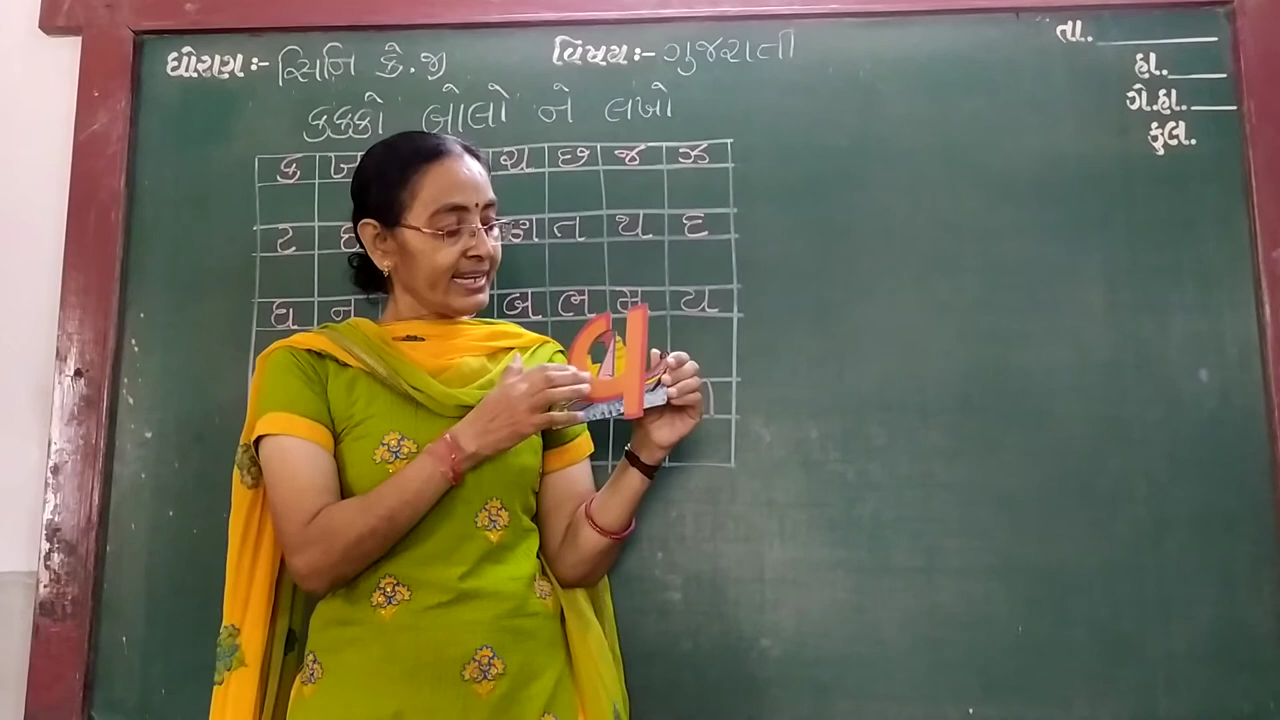 ધોરણ :- સિનિ કે.જી
વિષય :- ગુજરાતી
તા.
હા.
ગે.હા.
કુલ.
કક્કો બોલો ને લખો
ક ખ ચ છ જ ઝ
ટ ણ ત થ દ
ધ ન બ ભ મ ય
વ